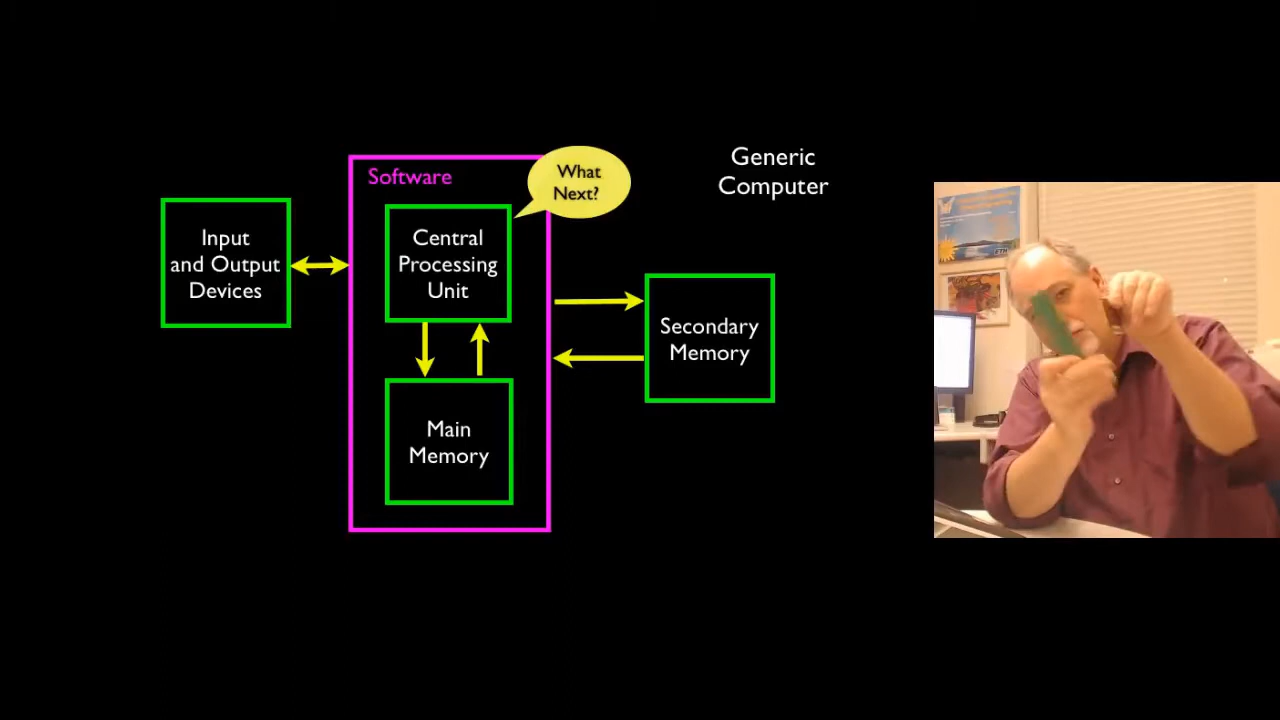 Generic
Computer
Software
What
Next?
Input
and Output
Devices
Central
Processing
Unit
Secondary
Memory
Main
Memory